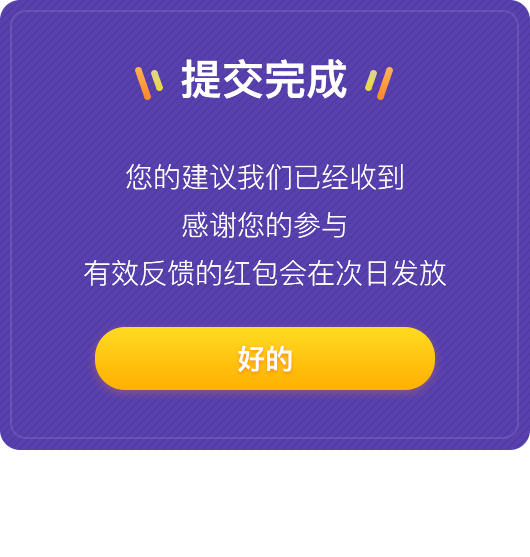 提交完成
您的建议我们已经收到
感谢您的参与
有效反馈的红包会在次日发放
好的